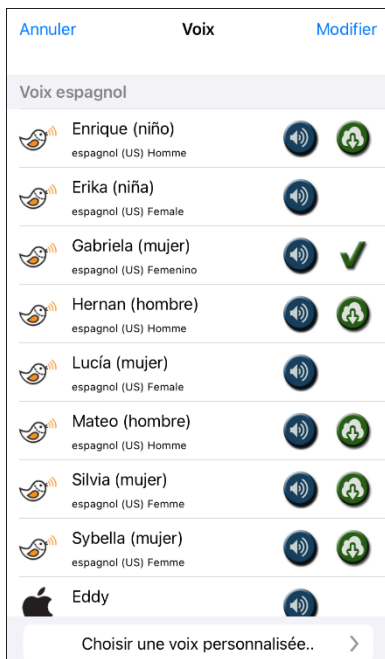 Annuler Voix Modifier
Voix espagnol
Enrique (niño)
espagnol (US) Homme
Erika (niña)
espagnol (US) Female
Gabriela (mujer)
espagnol (US) Femenino
Hernan (hombre)
espagnol (US) Homme
Lucía (mujer)
espagnol (US) Female
Mateo (hombre)
espagnol (US) Homme
Silvia (mujer)
espagnol (US) Femme
Sybella (mujer)
espagnol (US) Femme
Eddy
Choisir une voix personnalisée..